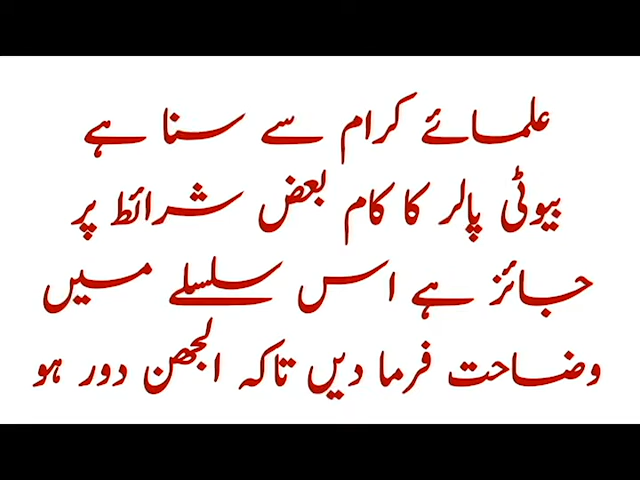 علمائے کرام سے سنا ہے
بیوٹی پالر کا کام بعض شرائط پر
جائز ہے اس سلسلے میں
وضاحت فرما دیں تاکہ الجھن دور ہو